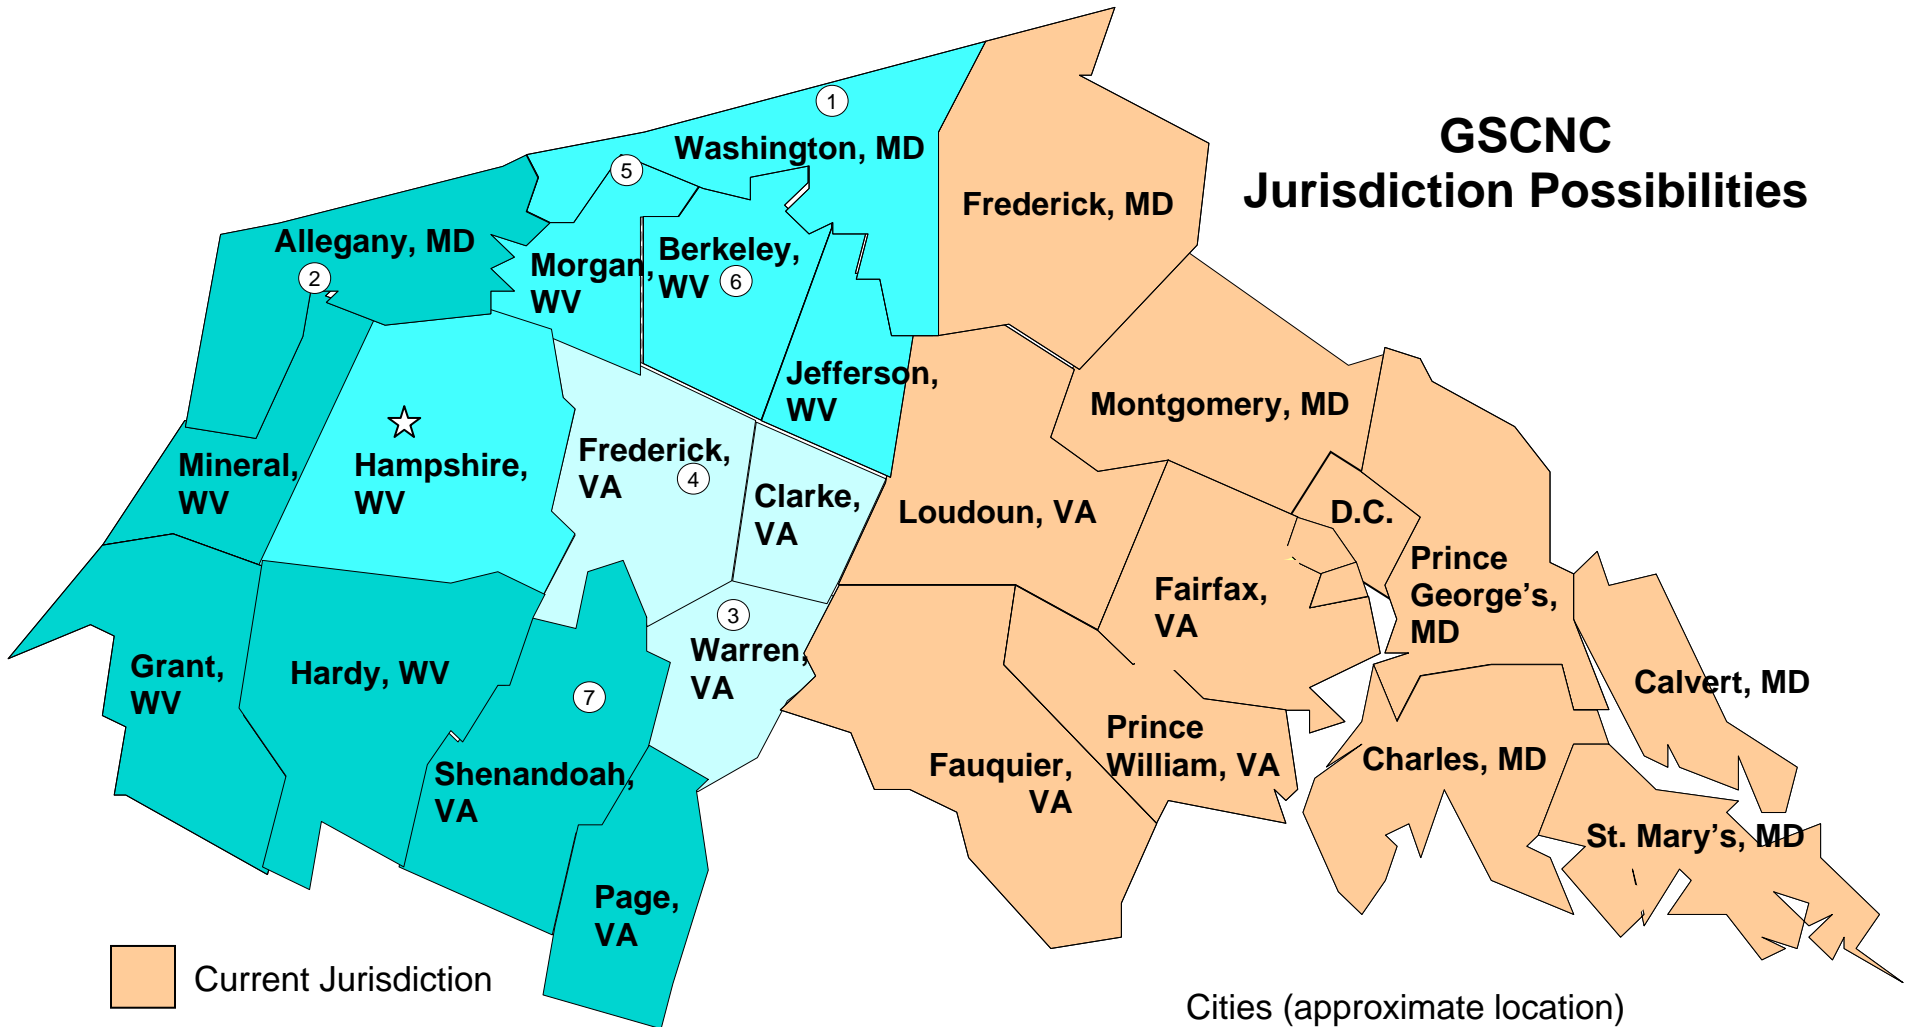 GSCNC
Jurisdiction Possibilities
1
Washington, MD
5
Frederick, MD
Allegany, MD
2
Morgan,
WV
Berkeley,
WV
6
Jefferson,
WV
Montgomery, MD
Mineral,
WV
Hampshire,
WV
Frederick,
VA
4
Clarke,
VA
Loudoun, VA
D.C.
Prince
George’s,
MD
Fairfax,
VA
3
Warren,
VA
Grant,
WV
Hardy, WV
7
Calvert, MD
Shenandoah,
VA
Prince
William, VA
Fauquier,
VA
Charles, MD
St. Mary’s, MD
Page,
VA
Current Jurisdiction
Cities (approximate location)